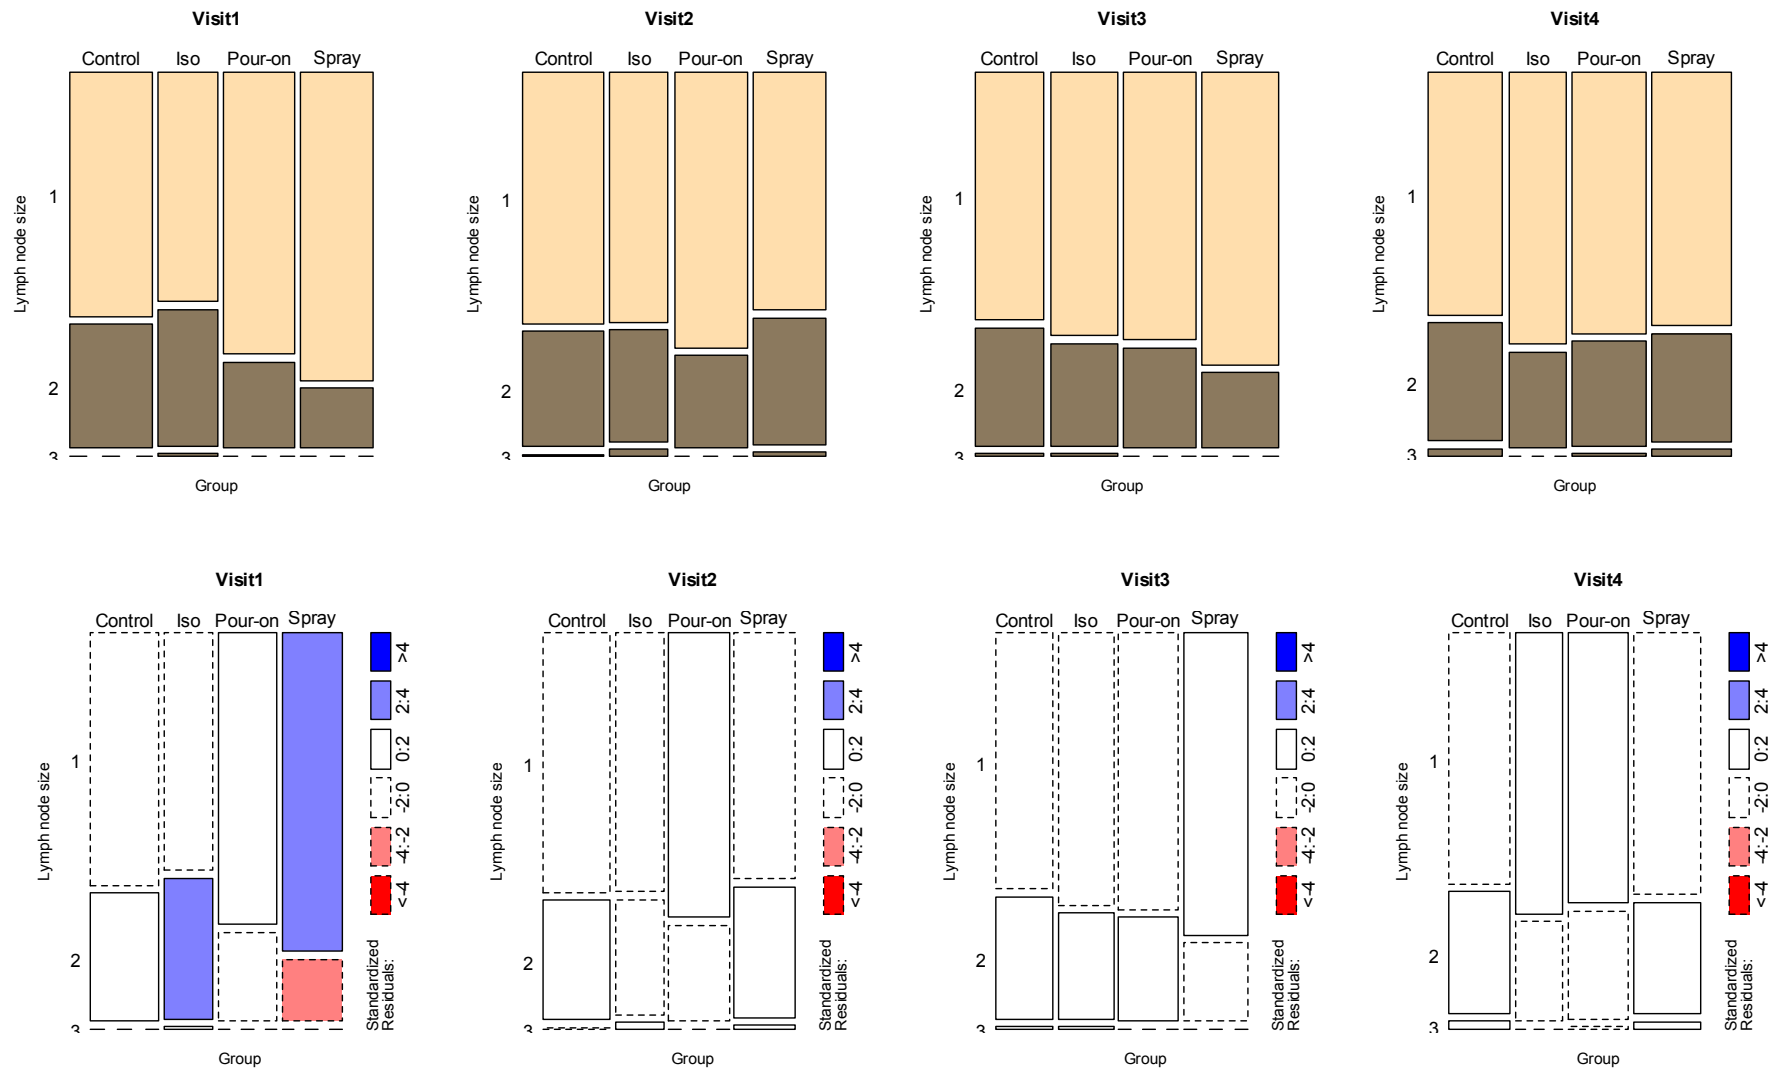 Visit1
Visit2
Visit3
Visit4
Control Iso Pour-on Spray
Control Iso Pour-on Spray
Control Iso Pour-on Spray
Control Iso Pour-on Spray
Lymph node size
1
2
3
Lymph node size
1
2
3
Lymph node size
1
2
3
Lymph node size
1
2
3
Group
Group
Group
Group
Visit1
Visit2
Visit3
Visit4
Control Iso Pour-on Spray
Control Iso Pour-on Spray
Control Iso Pour-on Spray
Control Iso Pour-on Spray
Lymph node size
1
2
3
Standardized
Residuals:
<-4
-4:-2
-2:0
0:2
2:4
>4
Lymph node size
1
2
3
Standardized
Residuals:
<-4
-4:-2
-2:0
0:2
2:4
>4
Lymph node size
1
2
3
Standardized
Residuals:
<-4
-4:-2
-2:0
0:2
2:4
>4
Lymph node size
1
2
3
Standardized
Residuals:
<-4
-4:-2
-2:0
0:2
2:4
>4
Group
Group
Group
Group